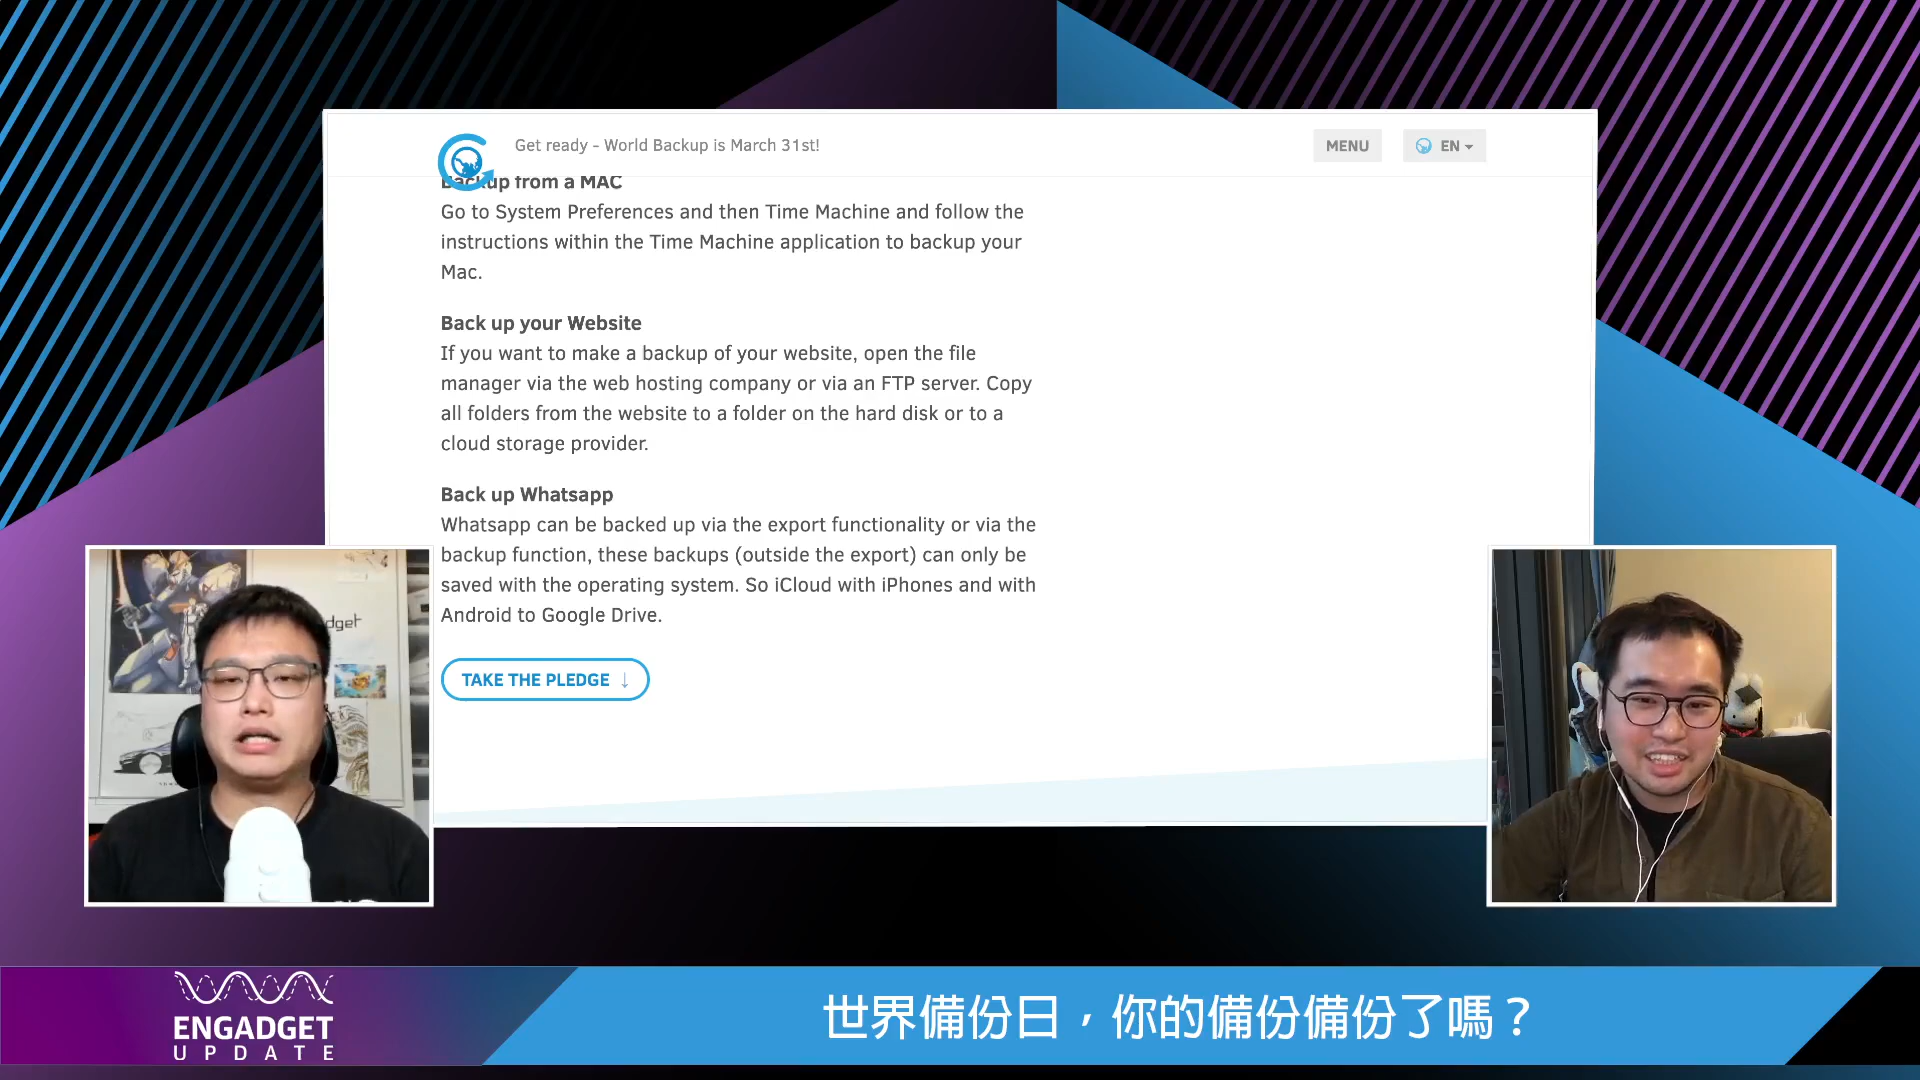 Get ready - World Backup is March 31st!
MENU
EN
Backup from a MAC
Go to System Preferences and then Time Machine and follow the
instructions within the Time Machine application to backup your
Mac.
Back up your Website
If you want to make a backup of your website, open the file
manager via the web hosting company or via an FTP server. Copy
all folders from the website to a folder on the hard disk or to a
cloud storage provider.
Back up Whatsapp
Whatsapp can be backed up via the export functionality or via the
backup function, these backups (outside the export) can only be
saved with the operating system. So iCloud with iPhones and with
Android to Google Drive.
TAKE THE PLEDGE ↓
dget
ENGADGET
UPDATE
世界備份日，你的備份備份了嗎？